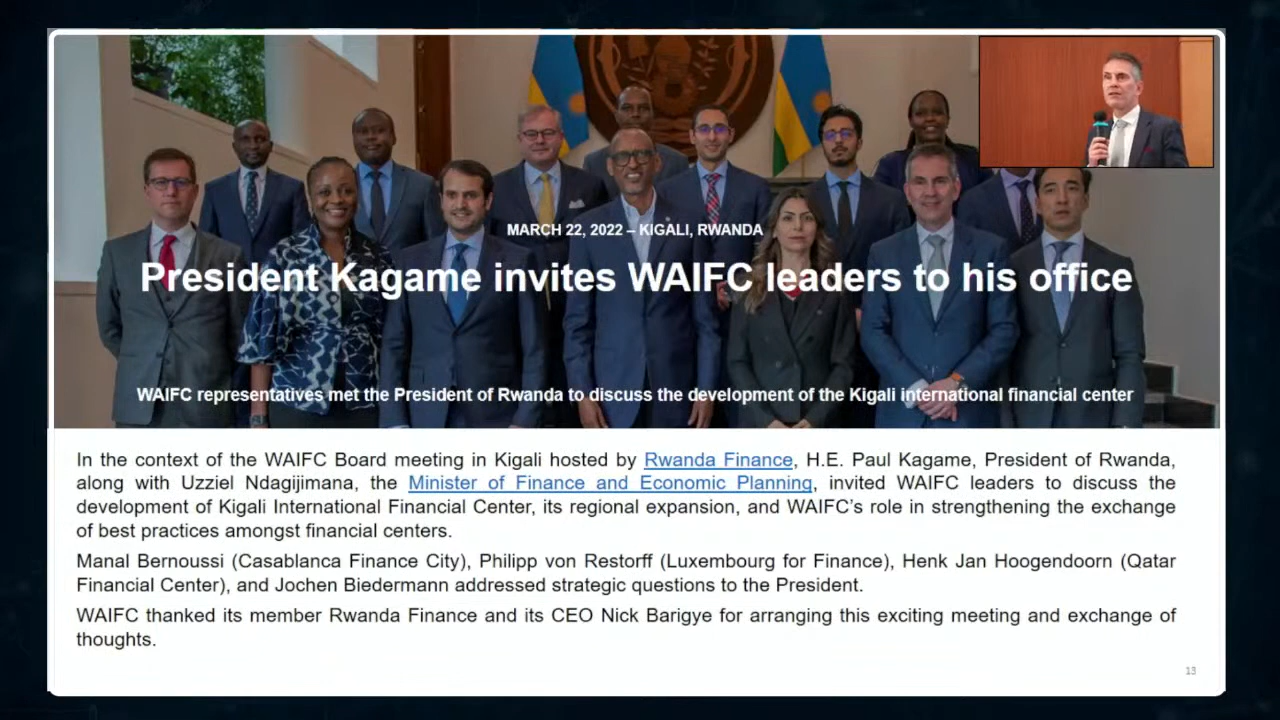 MARCH 22, 2022 – KIGALI, RWANDA
President Kagame invites WAIFC leaders to his office
WAIFC representatives met the President of Rwanda to discuss the development of the Kigali international financial center
In the context of the WAIFC Board meeting in Kigali hosted by Rwanda Finance, H.E. Paul Kagame, President of Rwanda,
along with Uzziel Ndagijimana, the Minister of Finance and Economic Planning, invited WAIFC leaders to discuss the
development of Kigali International Financial Center, its regional expansion, and WAIFC's role in strengthening the exchange
of best practices amongst financial centers.
Manal Bernoussi (Casablanca Finance City), Philipp von Restorff (Luxembourg for Finance), Henk Jan Hoogendoorn (Qatar
Financial Center), and Jochen Biedermann addressed strategic questions to the President.
WAIFC thanked its member Rwanda Finance and its CEO Nick Barigye for arranging this exciting meeting and exchange of
thoughts.
13